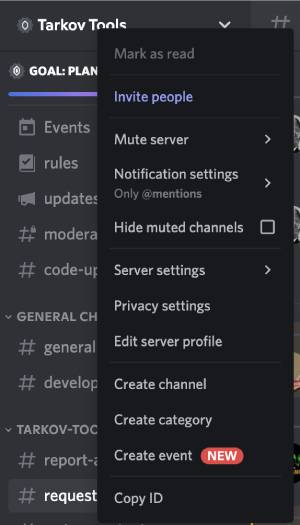 Tarkov Tools
GOAL: PLAN
Mark as read
Invite people
Events
Mute server
rules
Notification settings
Only @mentions
updates
Hide muted channels
modera
code-up
Server settings
Privacy settings
GENERAL CH
general
Edit server profile
develop
Create channel
Create category
TARKOV-TOO
report-a
Create event NEW
request
Copy ID